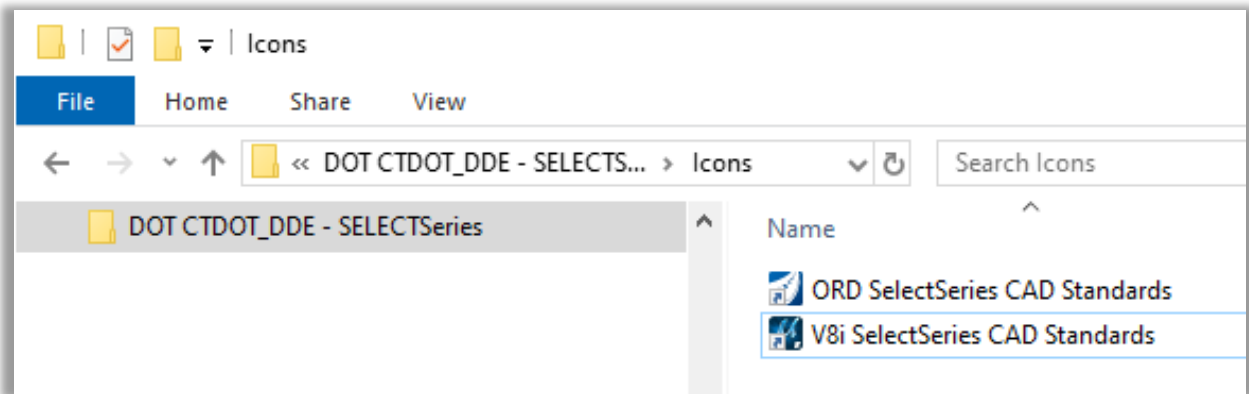 Icons
File Home Share View
« DOT CTDOT_DDE - SELECTS... > Icons Search Icons
DOT CTDOT_DDE - SELECTSeries
Name
ORD SelectSeries CAD Standards
V8i SelectSeries CAD Standards